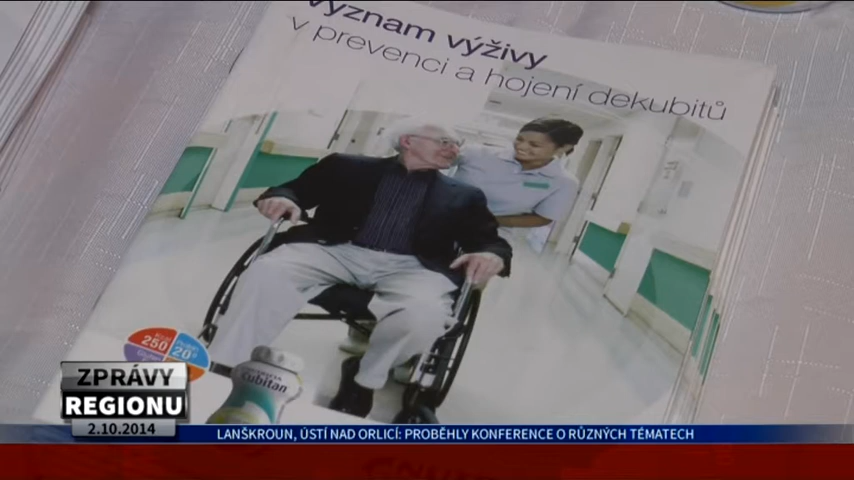 Význam výživy
v prevenci a hojení dekubitů
250
20
Cubitan
ZPRÁVY
REGIONU
2.10.2014
LANŠKROUN, ÚSTÍ NAD ORLICÍ: PROBĚHLY KONFERENCE O RŮZNÝCH TÉMATECH